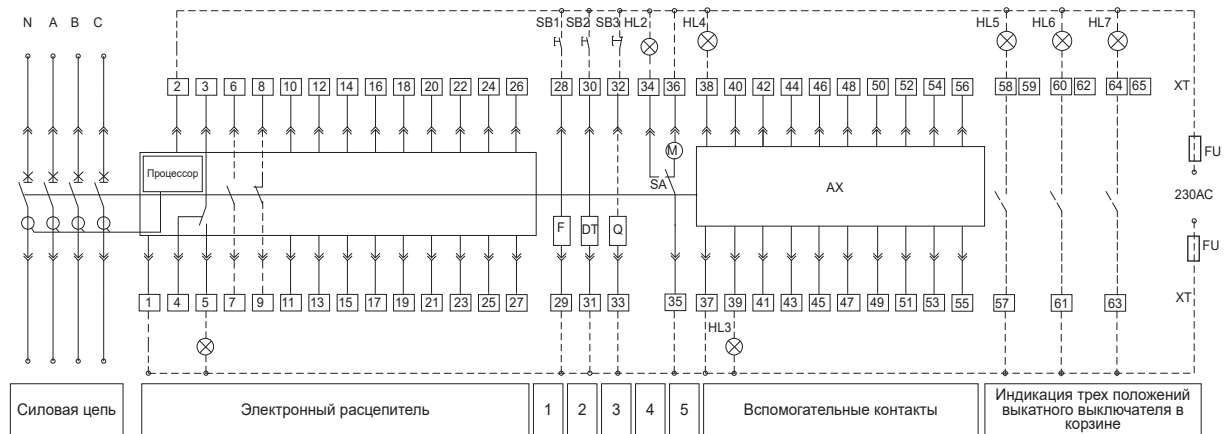 N A B C
SB1 SB2 SB3 HL2 HL4 HL5 HL6 HL7
2 3 6 8 10 12 14 16 18 20 22 24 26 28 30 32 34 36 38 40 42 44 46 48 50 52 54 56 58 59 60 62 64 65 XT
FU
Процессор
M
SA
AX
230AC
F DT Q
FU
1 4 5 7 9 11 13 15 17 19 21 23 25 27 29 31 33 35 37 39 41 43 45 47 49 51 53 55 57 61 63 XT
HL3
Силовая цепь
Электронный расцепитель
1 2 3 4 5
Вспомогательные контакты
Индикация трех положений
выкатного выключателя в
корзине